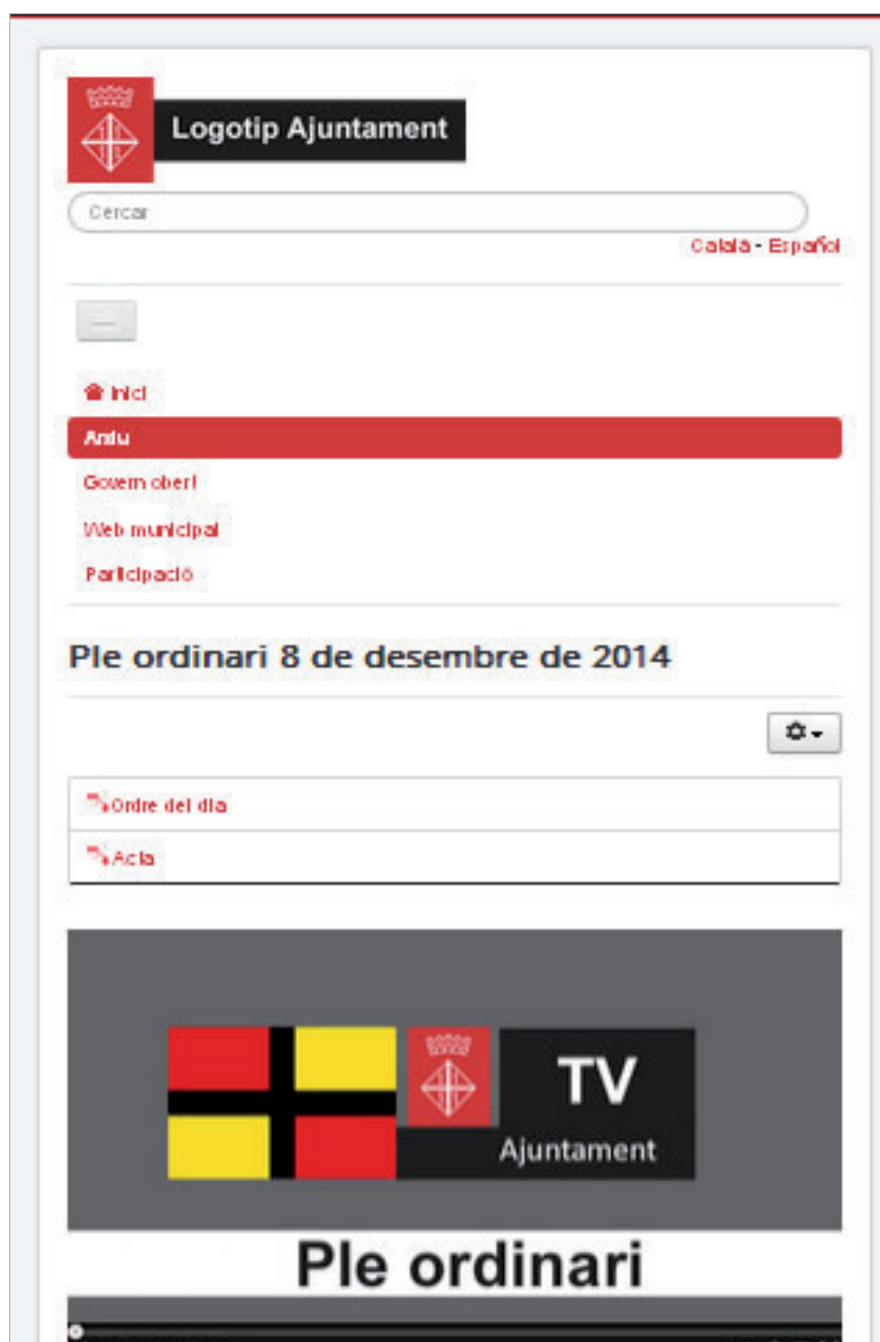 Logotip Ajuntament
Cercar
Català - Español
Inici
Arxiu
Govern obert
Web municipal
Participació
Ple ordinari 8 de desembre de 2014
Ordre del dia
Acta
TV
Ajuntament
Ple ordinari